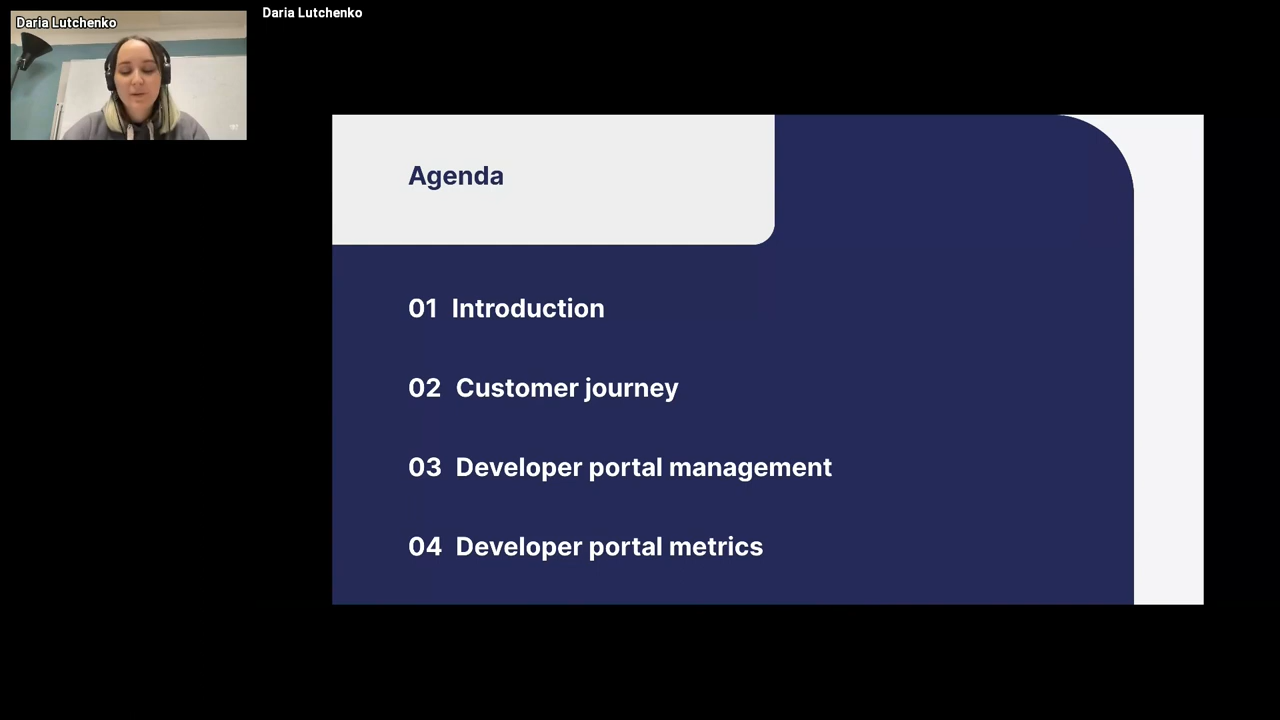 Daria Lutchenko
Daria Lutchenko
Agenda
01 Introduction
02 Customer journey
03 Developer portal management
04 Developer portal metrics